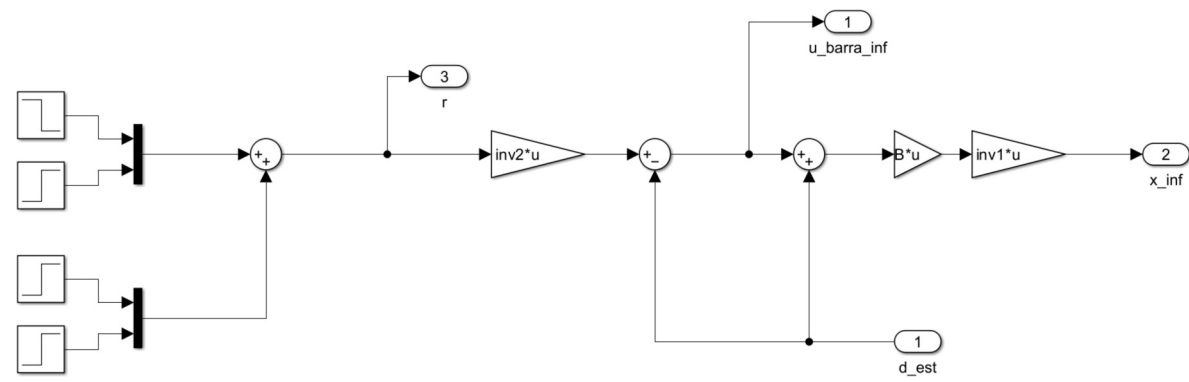 1
u_barra_inf
3
r
+
+
inv2*u
+
−
+
+
B*u
inv1*u
2
x_inf
1
d_est